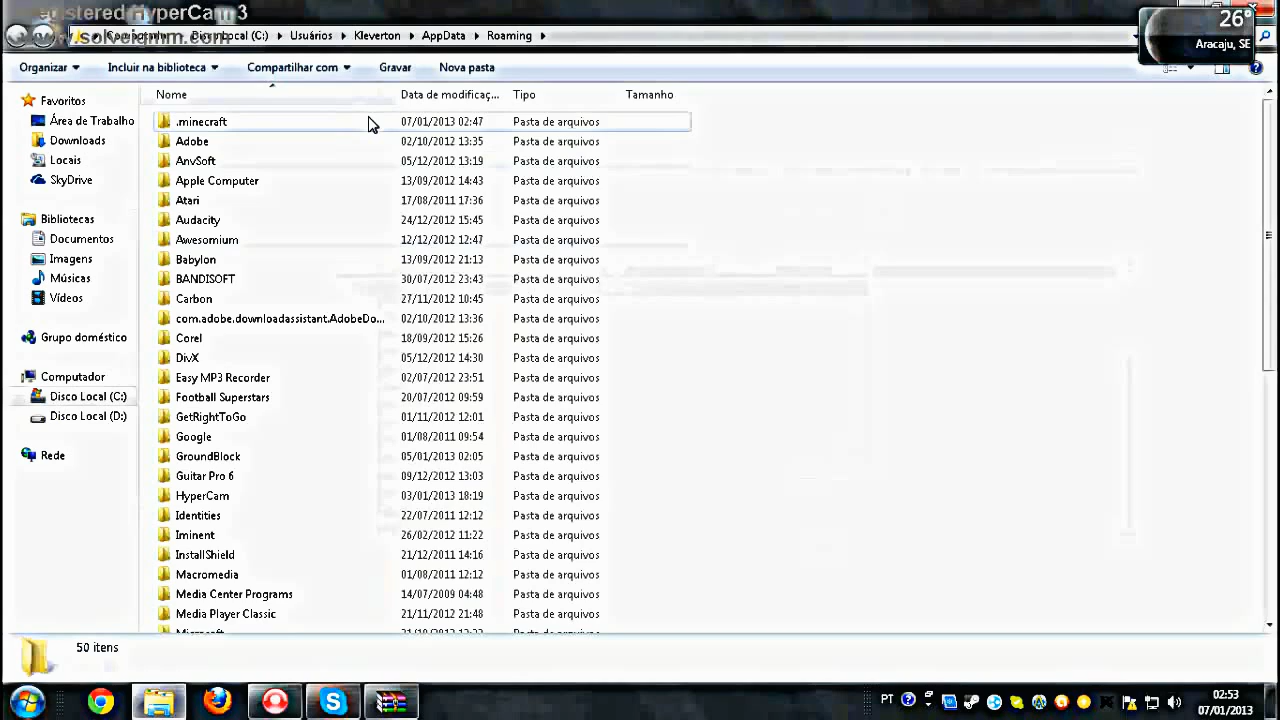 egistered HyperCam 3
.solveigmm.com
Local (C:) Usuários Kleverton AppData Roaming
26°
Aracaju, SE
Organizar Incluir na biblioteca Compartilhar com Gravar Nova pasta
Nome Data de modificaç... Tipo Tamanho
Favoritos
Área de Trabalho
Downloads
Locais
SkyDrive
Bibliotecas
Documentos
Imagens
Músicas
Vídeos
Grupo doméstico
Computador
Disco Local (C:)
Disco Local (D:)
Rede
.minecraft 07/01/2013 02:47 Pasta de arquivos
Adobe 02/10/2012 13:35 Pasta de arquivos
AnvSoft 05/12/2012 13:19 Pasta de arquivos
Apple Computer 13/09/2012 14:43 Pasta de arquivos
Atari 17/08/2011 17:36 Pasta de arquivos
Audacity 24/12/2012 15:45 Pasta de arquivos
Awesomium 12/12/2012 12:47 Pasta de arquivos
Babylon 13/09/2012 21:13 Pasta de arquivos
BANDISOFT 30/07/2012 23:43 Pasta de arquivos
Carbon 27/11/2012 10:45 Pasta de arquivos
com.adobe.downloadassistant.AdobeDo... 02/10/2012 13:36 Pasta de arquivos
Corel 18/09/2012 15:26 Pasta de arquivos
DivX 05/12/2012 14:30 Pasta de arquivos
Easy MP3 Recorder 02/07/2012 23:51 Pasta de arquivos
Football Superstars 20/07/2012 09:59 Pasta de arquivos
GetRightToGo 01/11/2012 12:01 Pasta de arquivos
Google 01/08/2011 09:54 Pasta de arquivos
GroundBlock 05/01/2013 02:05 Pasta de arquivos
Guitar Pro 6 09/12/2012 13:03 Pasta de arquivos
HyperCam 03/01/2013 18:19 Pasta de arquivos
Identities 22/07/2011 12:12 Pasta de arquivos
Iminent 26/02/2012 11:22 Pasta de arquivos
InstallShield 21/12/2011 14:16 Pasta de arquivos
Macromedia 01/08/2011 12:12 Pasta de arquivos
Media Center Programs 14/07/2009 04:48 Pasta de arquivos
Media Player Classic 21/11/2012 21:48 Pasta de arquivos
50 itens
PT
02:53
07/01/2013